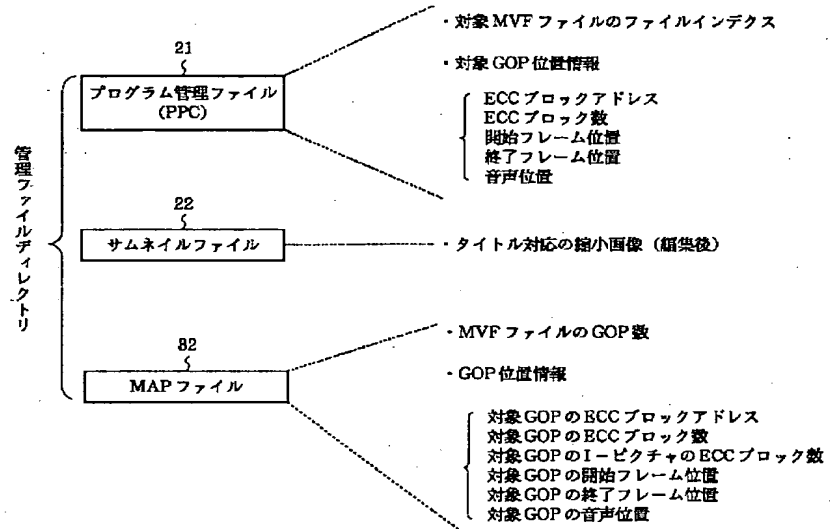 管理ファイルディレクトリ
21
プログラム管理ファイル
(PPC)
・対象MVFファイルのファイルインデクス
・対象GOP位置情報
ECCブロックアドレス
ECCブロック数
開始フレーム位置
終了フレーム位置
音声位置
22
サムネイルファイル
・タイトル対応の縮小画像（編集後）
82
MAPファイル
・MVFファイルのGOP数
・GOP位置情報
対象GOPのECCブロックアドレス
対象GOPのECCブロック数
対象GOPのI－ピクチャのECCブロック数
対象GOPの開始フレーム位置
対象GOPの終了フレーム位置
対象GOPの音声位置